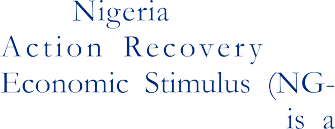 Nigeria
Action Recovery
Economic Stimulus (NG-
is a